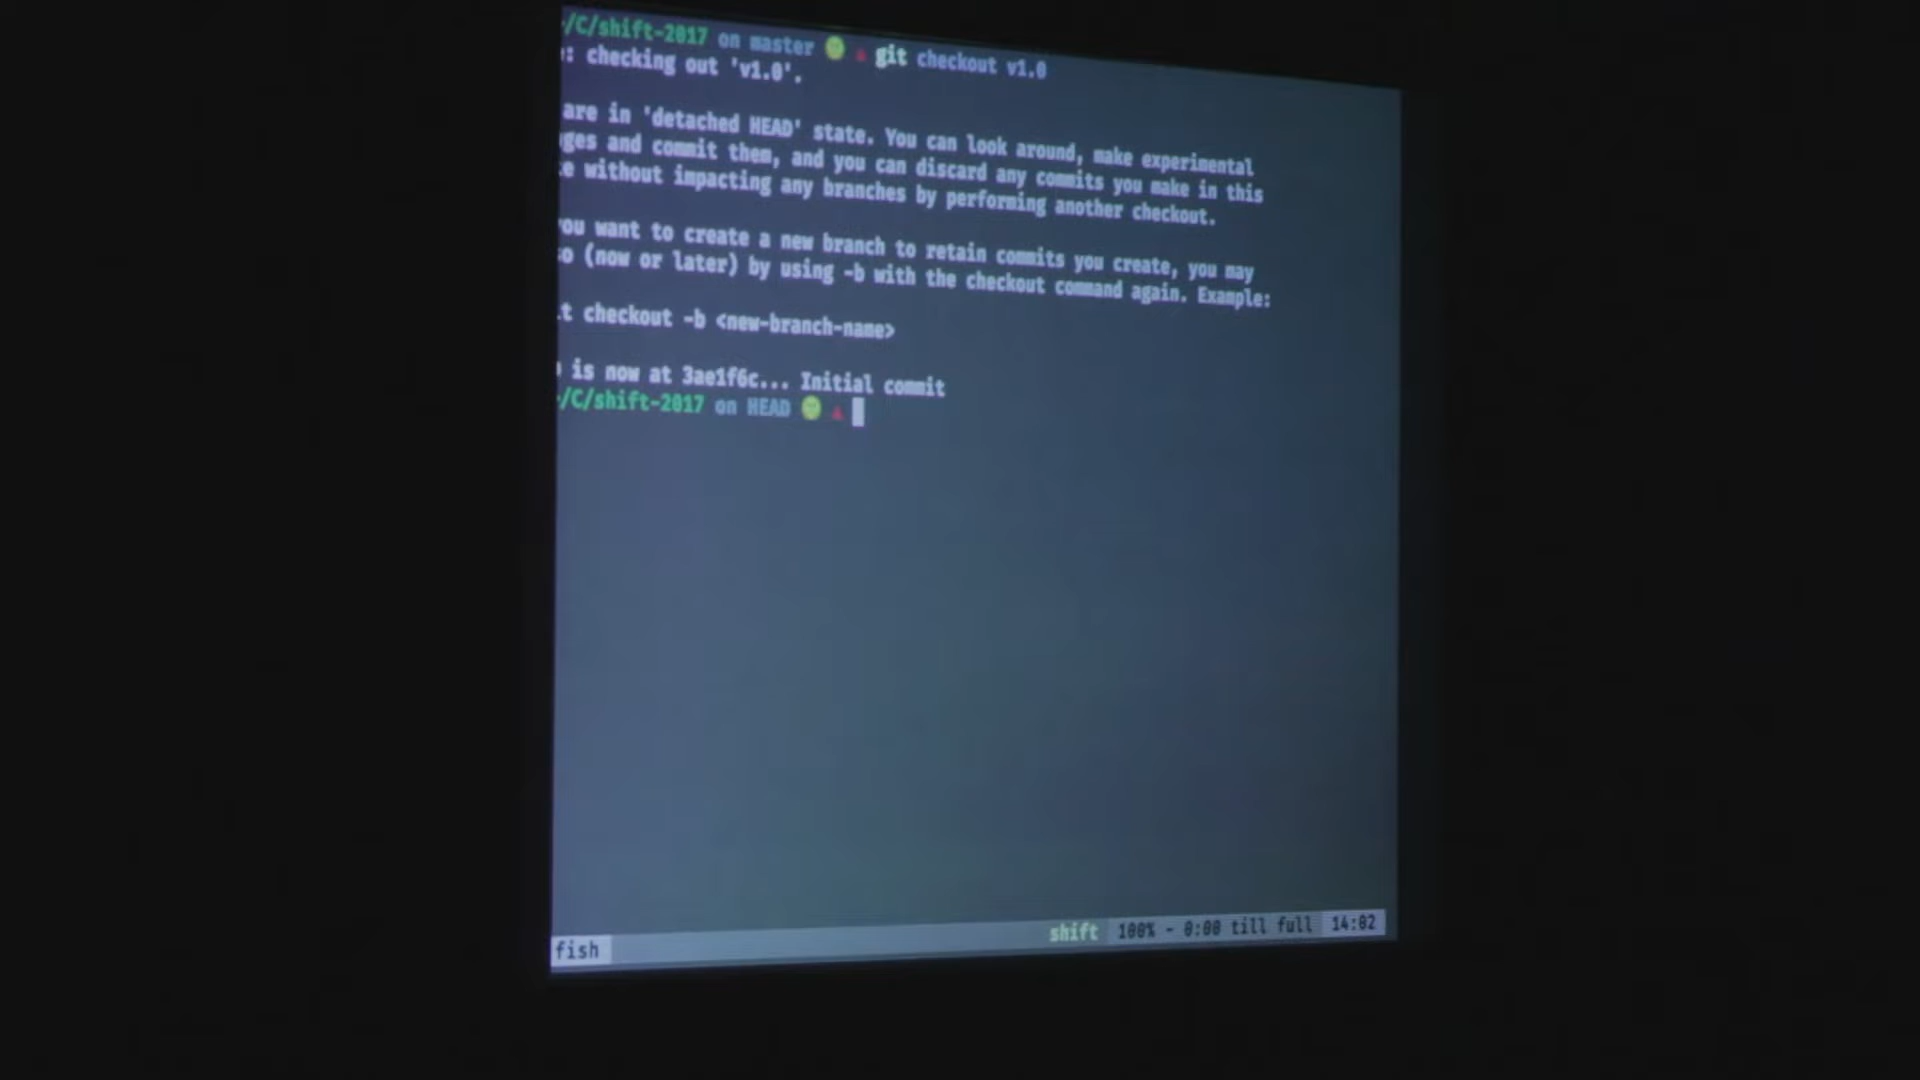 ~/C/shift-2017 on master git checkout v1.0
: checking out 'v1.0'.
are in 'detached HEAD' state. You can look around, make experimental
ges and commit them, and you can discard any commits you make in this
e without impacting any branches by performing another checkout.
ou want to create a new branch to retain commits you create, you may
o (now or later) by using -b with the checkout command again. Example:
t checkout -b <new-branch-name>
is now at 3ae1f6c... Initial commit
~/C/shift-2017 on HEAD
fish shift 100% - 0:00 till full 14:02